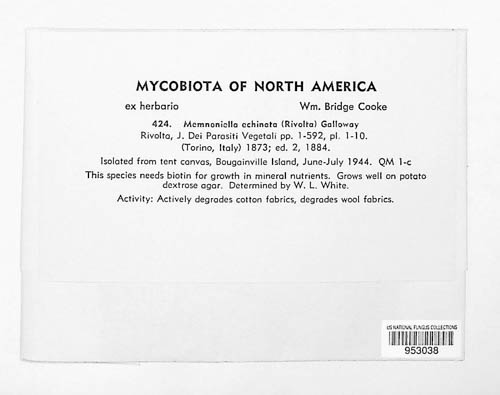 MYCOBIOTA OF NORTH AMERICA
ex herbario Wm. Bridge Cooke
424. Memnoniella echinata (Rivolta) Galloway
Rivolta, J. Dei Parasiti Vegetali pp. 1-592, pl. 1-10.
(Torino, Italy) 1873; ed. 2, 1884.
Isolated from tent canvas, Bougainville Island, June-July 1944. QM 1-c
This species needs biotin for growth in mineral nutrients. Grows well on potato
dextrose agar. Determined by W. L. White.
Activity: Actively degrades cotton fabrics, degrades wool fabrics.
US NATIONAL FUNGUS COLLECTIONS
953038